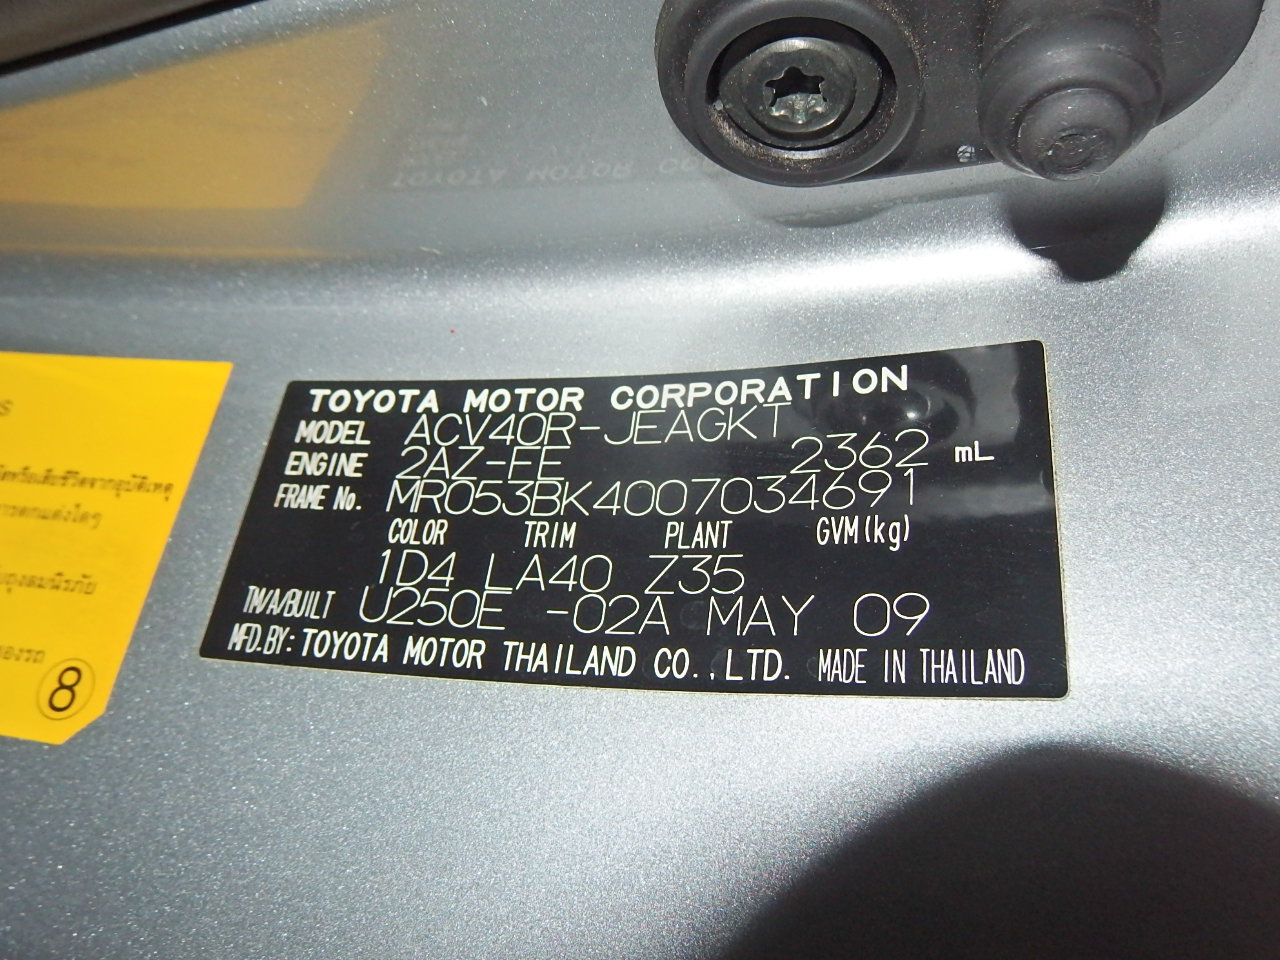 TOYOTA MOTOR CORPORATION
MODEL ACV40R-JEAGKT
ENGINE 2AZ-FE 2362 mL
FRAME No. MR053BK4007034691
COLOR TRIM PLANT GVM(kg)
1D4 LA40 Z35
TM/A/BUILT U250E -02A MAY 09
MFD.BY: TOYOTA MOTOR THAILAND CO.,LTD. MADE IN THAILAND
8